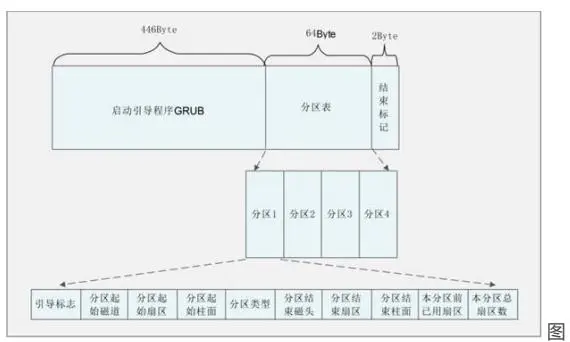 446Byte 64Byte 2Byte
启动引导程序GRUB 分区表 结束标记
分区1 分区2 分区3 分区4
引导标志 分区起始磁道 分区起始扇区 分区起始柱面 分区类型 分区结束磁头 分区结束扇区 分区结束柱面 本分区前已用扇区 本分区总扇区数
图